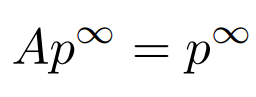 Ap^∞ = p^∞